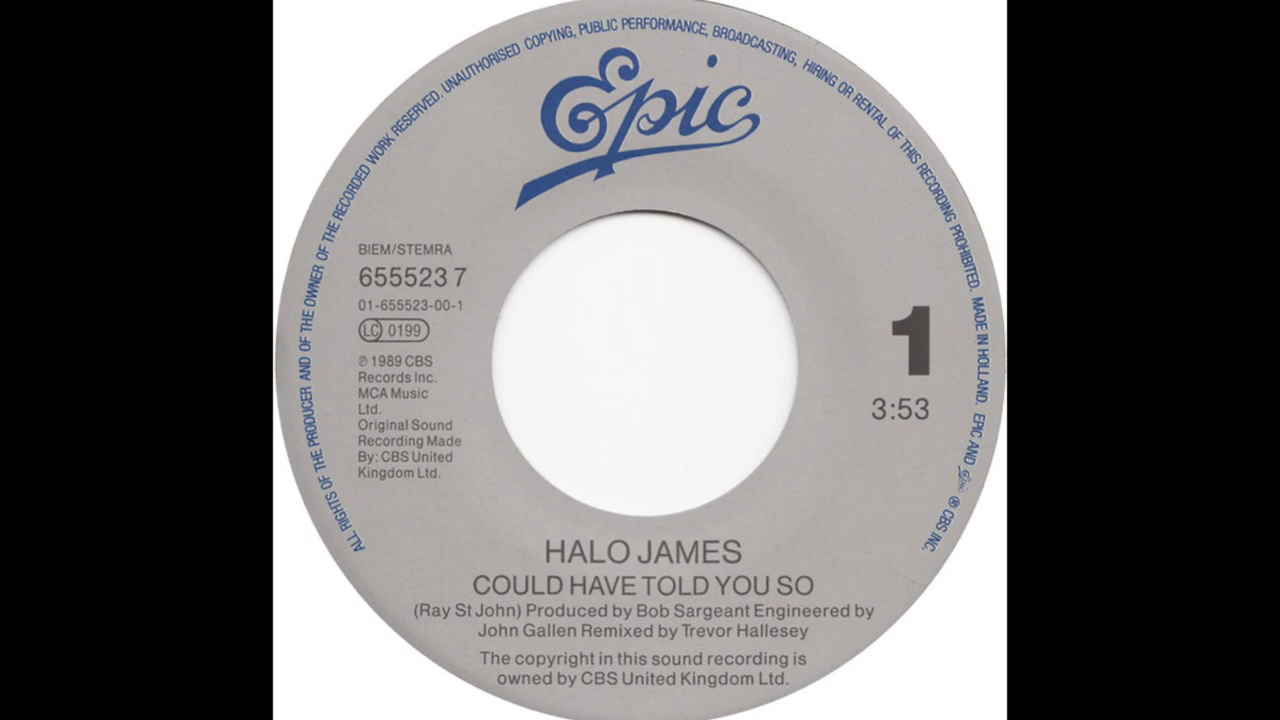 ALL RIGHTS OF THE PRODUCER AND OF THE OWNER OF THE RECORDED WORK RESERVED. UNAUTHORISED COPYING, PUBLIC PERFORMANCE, BROADCASTING, HIRING OR RENTAL OF THIS RECORDING PROHIBITED. MADE IN HOLLAND. EPIC AND Epic ® CBS INC.
Epic
BIEM/STEMRA
655523 7
01-655523-00-1
LC 0199
℗ 1989 CBS
Records Inc.
MCA Music
Ltd.
Original Sound
Recording Made
By: CBS United
Kingdom Ltd.
1
3:53
HALO JAMES
COULD HAVE TOLD YOU SO
(Ray St John) Produced by Bob Sargeant Engineered by
John Gallen Remixed by Trevor Hallesey
The copyright in this sound recording is
owned by CBS United Kingdom Ltd.